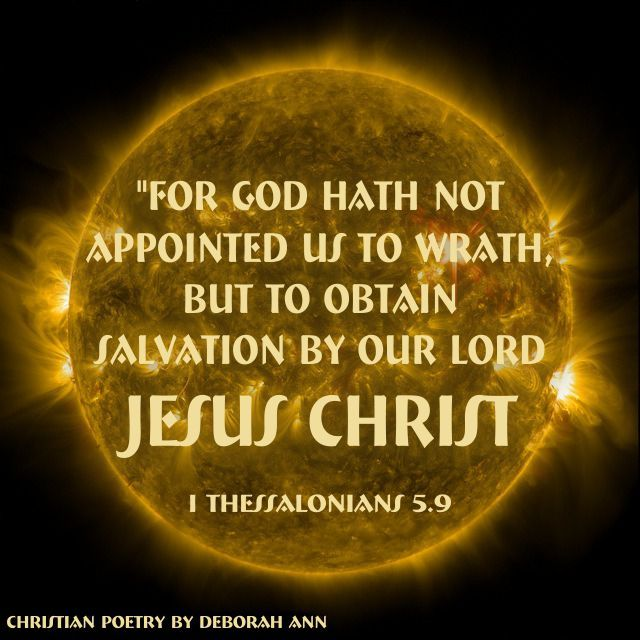 "FOR GOD HATH NOT
APPOINTED US TO WRATH,
BUT TO OBTAIN
SALVATION BY OUR LORD
JESUS CHRIST
1 THESSALONIANS 5.9
CHRISTIAN POETRY BY DEBORAH ANN